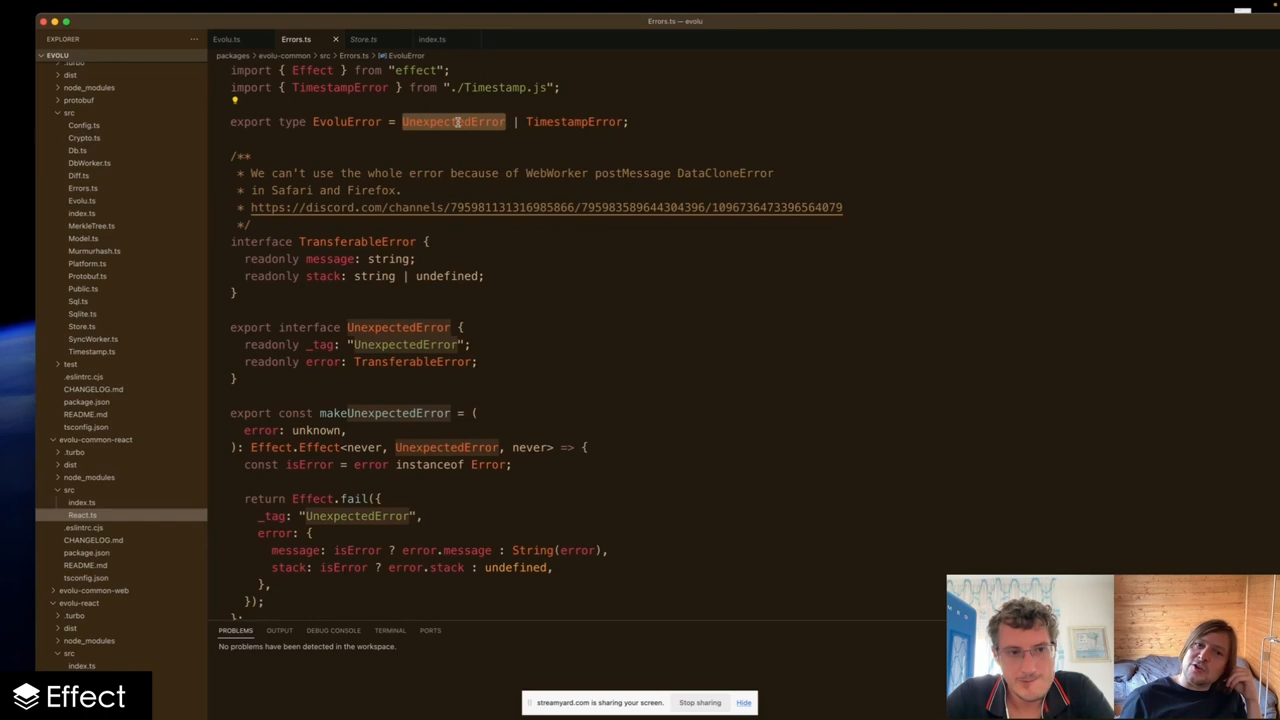 Errors.ts — evolu
EXPLORER
Evolu.ts
Errors.ts
Store.ts
index.ts
EVOLU
packages > evolu-common > src > Errors.ts > EvoluError
.turbo
dist
node_modules
protobuf
src
Config.ts
Crypto.ts
Db.ts
DbWorker.ts
Diff.ts
Errors.ts
Evolu.ts
index.ts
MerkleTree.ts
Model.ts
Murmurhash.ts
Platform.ts
Protobuf.ts
Public.ts
Sql.ts
Sqlite.ts
Store.ts
SyncWorker.ts
Timestamp.ts
test
.eslintrc.cjs
CHANGELOG.md
package.json
README.md
tsconfig.json
evolu-common-react
.turbo
dist
node_modules
src
index.ts
React.ts
.eslintrc.cjs
CHANGELOG.md
package.json
README.md
tsconfig.json
evolu-common-web
evolu-react
.turbo
dist
node_modules
src
index.ts
import { Effect } from "effect";
import { TimestampError } from "./Timestamp.js";
export type EvoluError = UnexpectedError | TimestampError;
/**
* We can't use the whole error because of WebWorker postMessage DataCloneError
* in Safari and Firefox.
* https://discord.com/channels/795981131316985866/795983589644304396/1096736473396564079
*/
interface TransferableError {
readonly message: string;
readonly stack: string | undefined;
}
export interface UnexpectedError {
readonly _tag: "UnexpectedError";
readonly error: TransferableError;
}
export const makeUnexpectedError = (
error: unknown,
): Effect.Effect<never, UnexpectedError, never> => {
const isError = error instanceof Error;
return Effect.fail({
_tag: "UnexpectedError",
error: {
message: isError ? error.message : String(error),
stack: isError ? error.stack : undefined,
},
});
};
PROBLEMS
OUTPUT
DEBUG CONSOLE
TERMINAL
PORTS
No problems have been detected in the workspace.
streamyard.com is sharing your screen.
Stop sharing
Hide
Effect